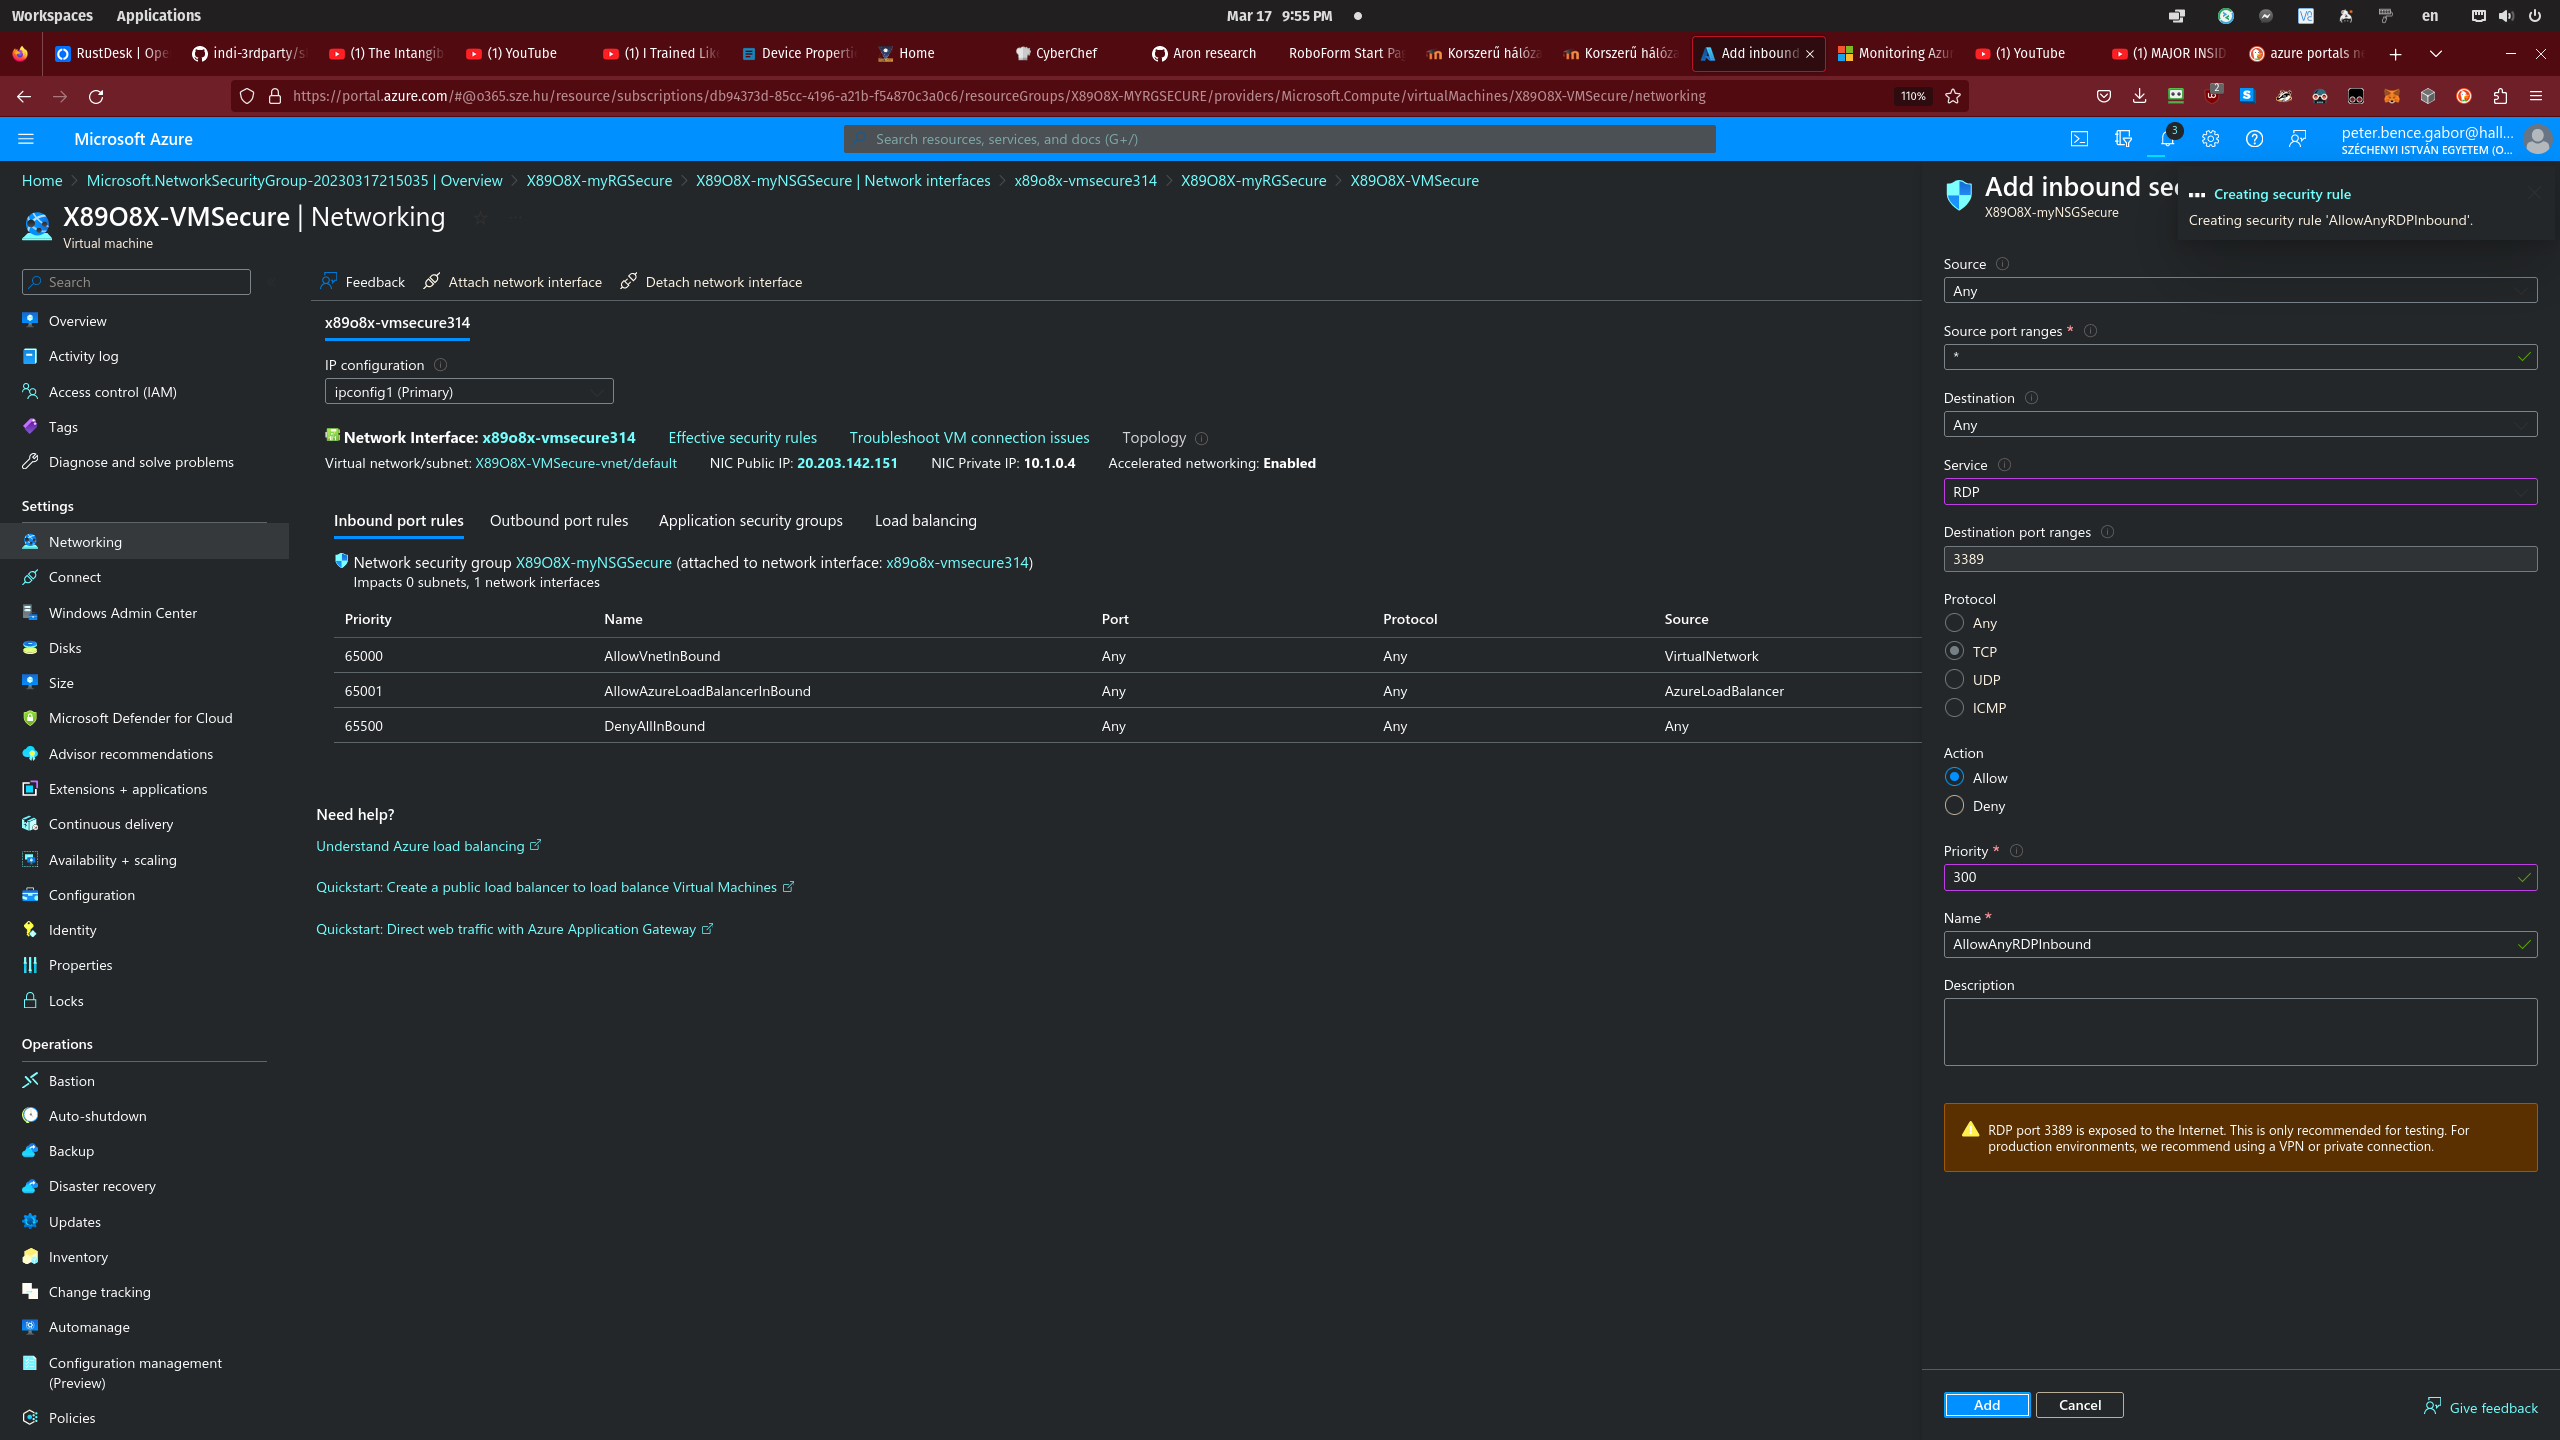 Workspaces Applications Mar 17 9:55 PM en
RustDesk | Ope indi-3rdparty/s (1) The Intangib (1) YouTube (1) I Trained Lik Device Properti Home CyberChef Aron research RoboForm Start Pa Korszerű hálóza Korszerű hálóza Add inbound Monitoring Azur (1) YouTube (1) MAJOR INSID azure portals n
https://portal.azure.com/#@o365.sze.hu/resource/subscriptions/db94373d-85cc-4196-a21b-f54870c3a0c6/resourceGroups/X89O8X-MYRGSECURE/providers/Microsoft.Compute/virtualMachines/X89O8X-VMSecure/networking 110% 2
Microsoft Azure Search resources, services, and docs (G+/) 3 peter.bence.gabor@hall...
SZÉCHENYI ISTVÁN EGYETEM (O...
Home Microsoft.NetworkSecurityGroup-20230317215035 | Overview X89O8X-myRGSecure X89O8X-myNSGSecure | Network interfaces x89o8x-vmsecure314 X89O8X-myRGSecure X89O8X-VMSecure
X89O8X-VMSecure | Networking
Virtual machine
Search
Overview
Activity log
Access control (IAM)
Tags
Diagnose and solve problems
Settings
Networking
Connect
Windows Admin Center
Disks
Size
Microsoft Defender for Cloud
Advisor recommendations
Extensions + applications
Continuous delivery
Availability + scaling
Configuration
Identity
Properties
Locks
Operations
Bastion
Auto-shutdown
Backup
Disaster recovery
Updates
Inventory
Change tracking
Automanage
Configuration management
(Preview)
Policies
Feedback Attach network interface Detach network interface
x89o8x-vmsecure314
IP configuration
ipconfig1 (Primary)
Network Interface: x89o8x-vmsecure314 Effective security rules Troubleshoot VM connection issues Topology
Virtual network/subnet: X89O8X-VMSecure-vnet/default NIC Public IP: 20.203.142.151 NIC Private IP: 10.1.0.4 Accelerated networking: Enabled
Inbound port rules Outbound port rules Application security groups Load balancing
Network security group X89O8X-myNSGSecure (attached to network interface: x89o8x-vmsecure314)
Impacts 0 subnets, 1 network interfaces
Priority Name Port Protocol Source
65000 AllowVnetInBound Any Any VirtualNetwork
65001 AllowAzureLoadBalancerInBound Any Any AzureLoadBalancer
65500 DenyAllInBound Any Any Any
Need help?
Understand Azure load balancing
Quickstart: Create a public load balancer to load balance Virtual Machines
Quickstart: Direct web traffic with Azure Application Gateway
Add inbound sec
X89O8X-myNSGSecure
Creating security rule
Creating security rule 'AllowAnyRDPInbound'.
Source
Any
Source port ranges *
*
Destination
Any
Service
RDP
Destination port ranges
3389
Protocol
Any
TCP
UDP
ICMP
Action
Allow
Deny
Priority *
300
Name *
AllowAnyRDPInbound
Description
RDP port 3389 is exposed to the Internet. This is only recommended for testing. For
production environments, we recommend using a VPN or private connection.
Add Cancel Give feedback